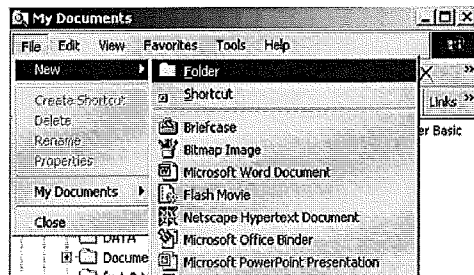 My Documents
File Edit View Favorites Tools Help
New Folder
Shortcut
Create Shortcut
Delete
Rename
Properties
My Documents
Close
Briefcase
Bitmap Image
Microsoft Word Document
Flash Movie
Netscape Hypertext Document
Microsoft Office Binder
Microsoft PowerPoint Presentation
Links »
er Basic
DATA
Docume